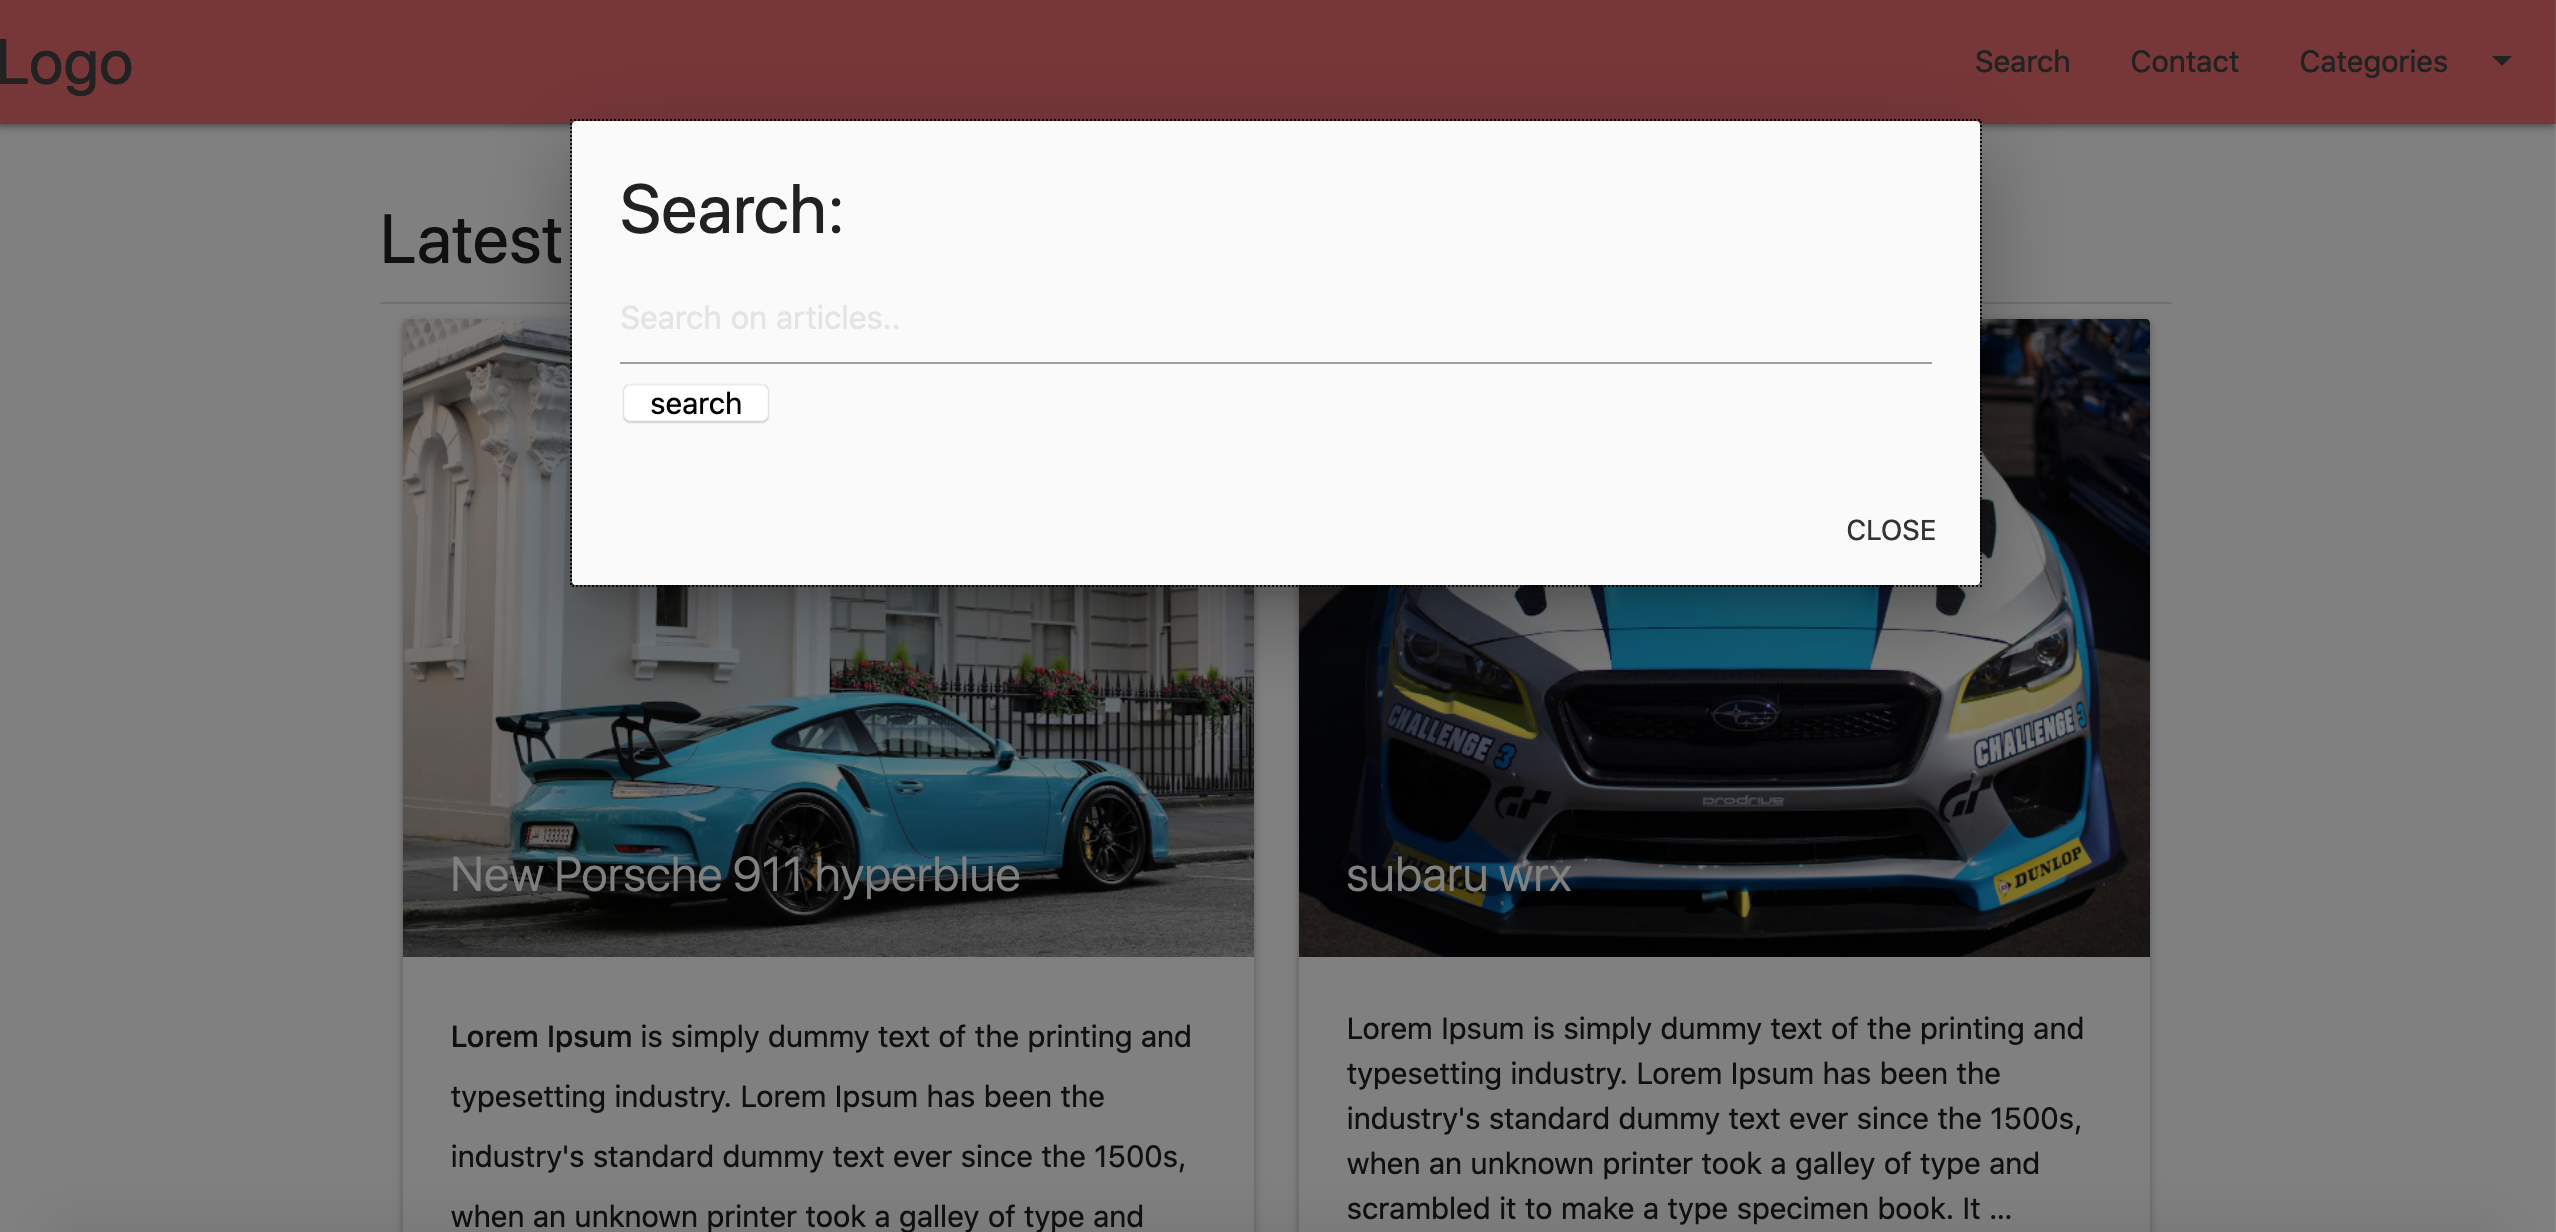 Logo
Search Contact Categories
Latest
Search:
Search on articles..
search
CLOSE
133333
CHALLENGE 3
CHALLENGE 3
prodrive
DUNLOP
New Porsche 911 hyperblue
subaru wrx
Lorem Ipsum is simply dummy text of the printing and
typesetting industry. Lorem Ipsum has been the
industry's standard dummy text ever since the 1500s,
when an unknown printer took a galley of type and
Lorem Ipsum is simply dummy text of the printing and
typesetting industry. Lorem Ipsum has been the
industry's standard dummy text ever since the 1500s,
when an unknown printer took a galley of type and
scrambled it to make a type specimen book. It ...